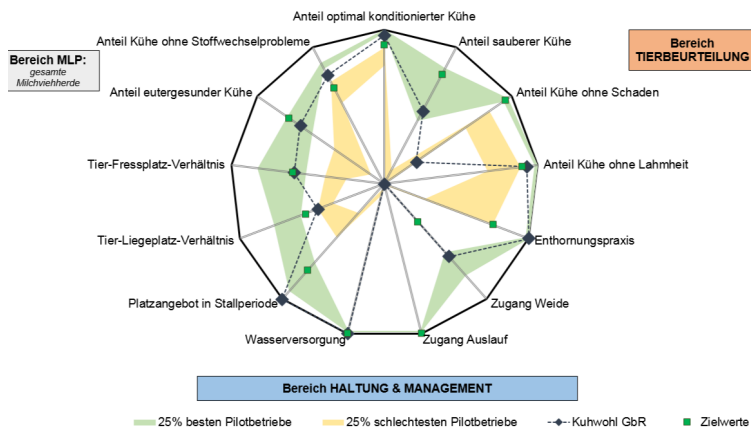 Anteil optimal konditionierter Kühe
Anteil Kühe ohne Stoffwechselprobleme
Anteil sauberer Kühe
Bereich
TIERBEURTEILUNG
Bereich MLP:
gesamte
Milchviehherde
Anteil eutergesunder Kühe
Anteil Kühe ohne Schaden
Tier-Fressplatz-Verhältnis
Anteil Kühe ohne Lahmheit
Tier-Liegeplatz-Verhältnis
Enthornungspraxis
Platzangebot in Stallperiode
Zugang Weide
Wasserversorgung
Zugang Auslauf
Bereich HALTUNG & MANAGEMENT
25% besten Pilotbetriebe
25% schlechtesten Pilotbetriebe
Kuhwohl GbR
Zielwerte